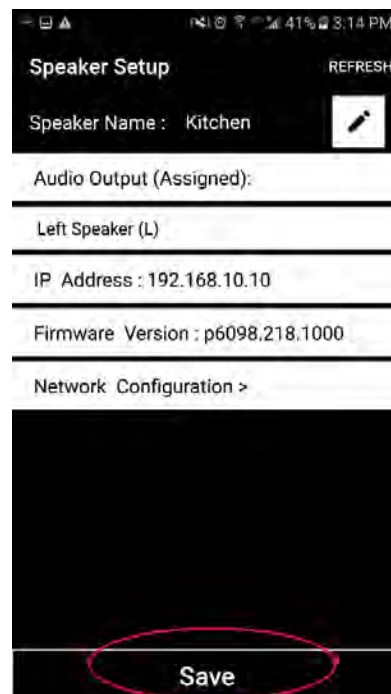 41% 3:14 PM
Speaker Setup REFRESH
Speaker Name : Kitchen
Audio Output (Assigned):
Left Speaker (L)
IP Address : 192.168.10.10
Firmware Version : p6098.218.1000
Network Configuration >
Save